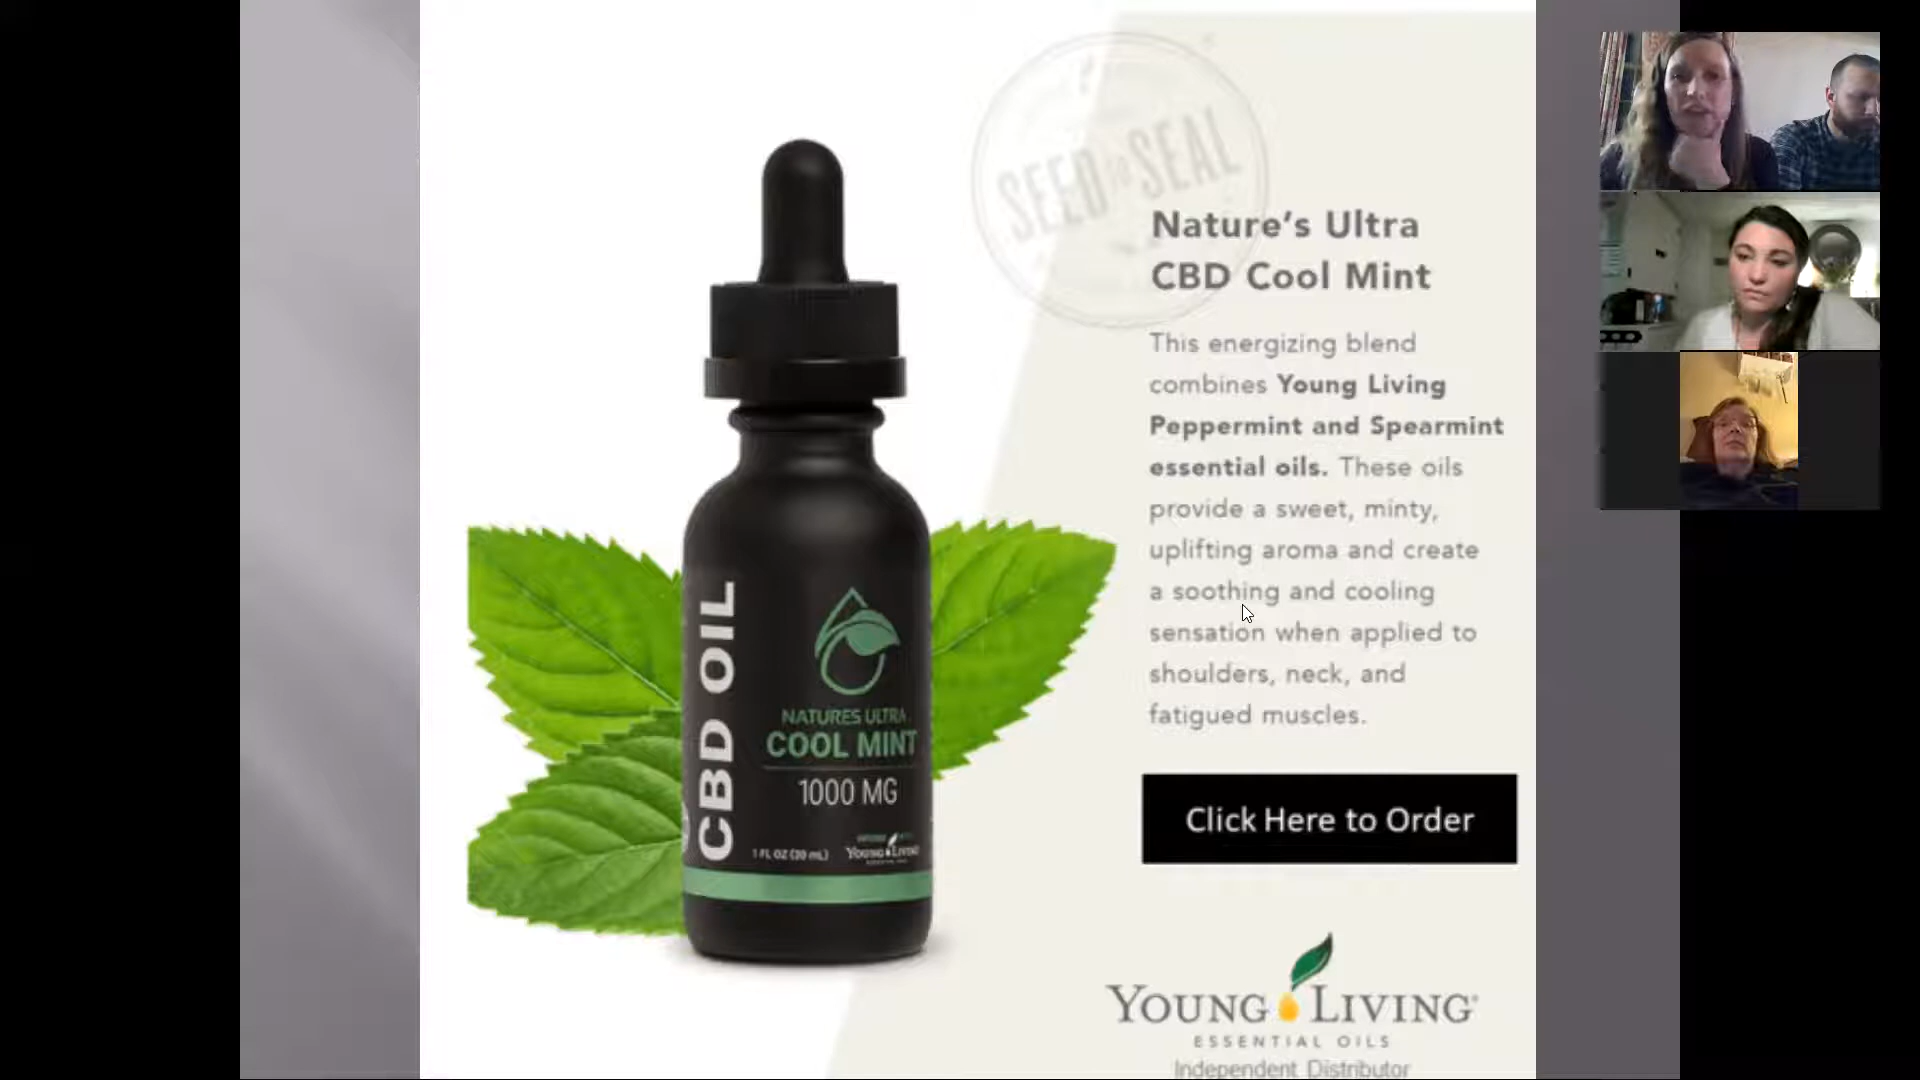 SEED to SEAL
Nature's Ultra
CBD Cool Mint
This energizing blend
combines Young Living
Peppermint and Spearmint
essential oils. These oils
provide a sweet, minty,
uplifting aroma and create
a soothing and cooling
sensation when applied to
shoulders, neck, and
fatigued muscles.
Click Here to Order
YOUNG LIVING
ESSENTIAL OILS
Independent Distributor
CBD OIL
NATURES ULTRA
COOL MINT
1000 MG
1 FL OZ (30 mL)
YOUNG LIVING